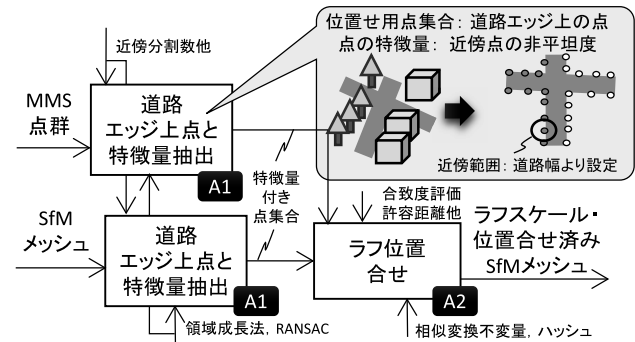 近傍分割数他
位置せ用点集合: 道路エッジ上の点
点の特徴量: 近傍点の非平坦度
近傍範囲: 道路幅より設定
MMS
点群
道路
エッジ上点と
特徴量抽出
A1
特徴量
付き
点集合
SfM
メッシュ
道路
エッジ上点と
特徴量抽出
A1
領域成長法, RANSAC
合致度評価
許容距離他
ラフ位置
合せ
A2
ラフスケール・
位置合せ済み
SfMメッシュ
相似変換不変量, ハッシュ